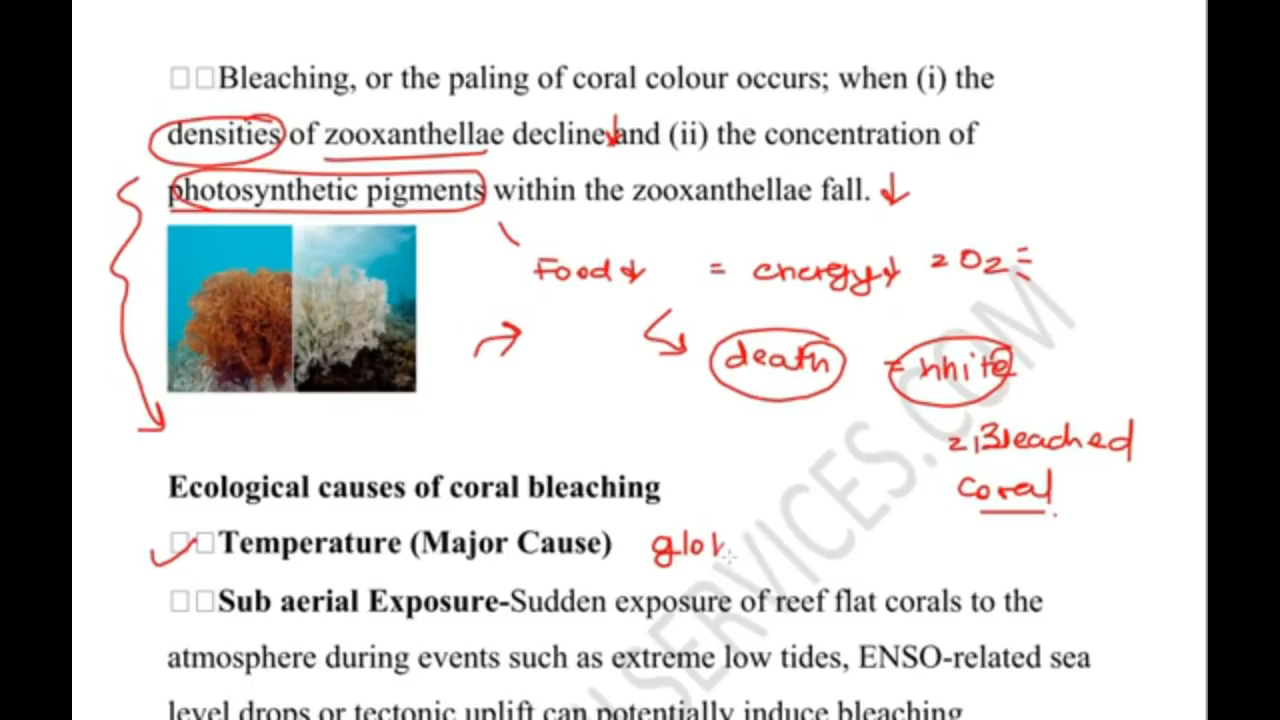 Bleaching, or the paling of coral colour occurs; when (i) the
densities of zooxanthellae decline and (ii) the concentration of
photosynthetic pigments within the zooxanthellae fall.
Food↓ = energy↓ = O2 =
death = white
= Bleached
coral
Ecological causes of coral bleaching
Temperature (Major Cause) glob
Sub aerial Exposure-Sudden exposure of reef flat corals to the
atmosphere during events such as extreme low tides, ENSO-related sea
level drops or tectonic uplift can potentially induce bleaching
SERVICES.COM